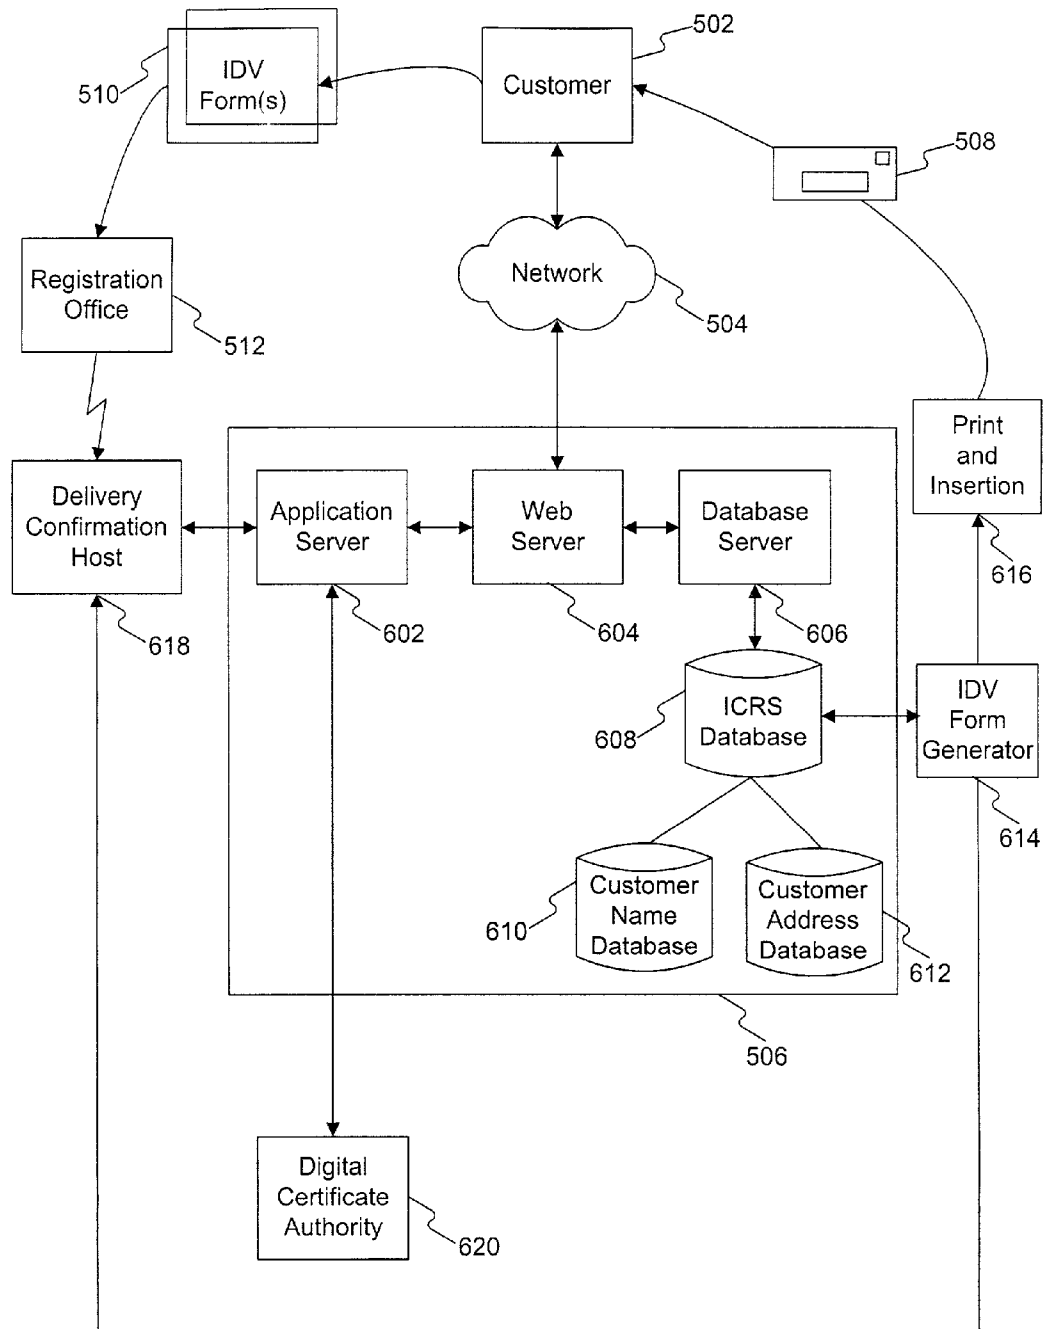 502
IDV
Form(s)
510
Customer
508
Registration
Office
512
Network
504
Print
and
Insertion
616
Delivery
Confirmation
Host
618
Application
Server
602
Web
Server
604
Database
Server
606
ICRS
Database
608
IDV
Form
Generator
614
Customer
Name
Database
610
Customer
Address
Database
612
506
Digital
Certificate
Authority
620